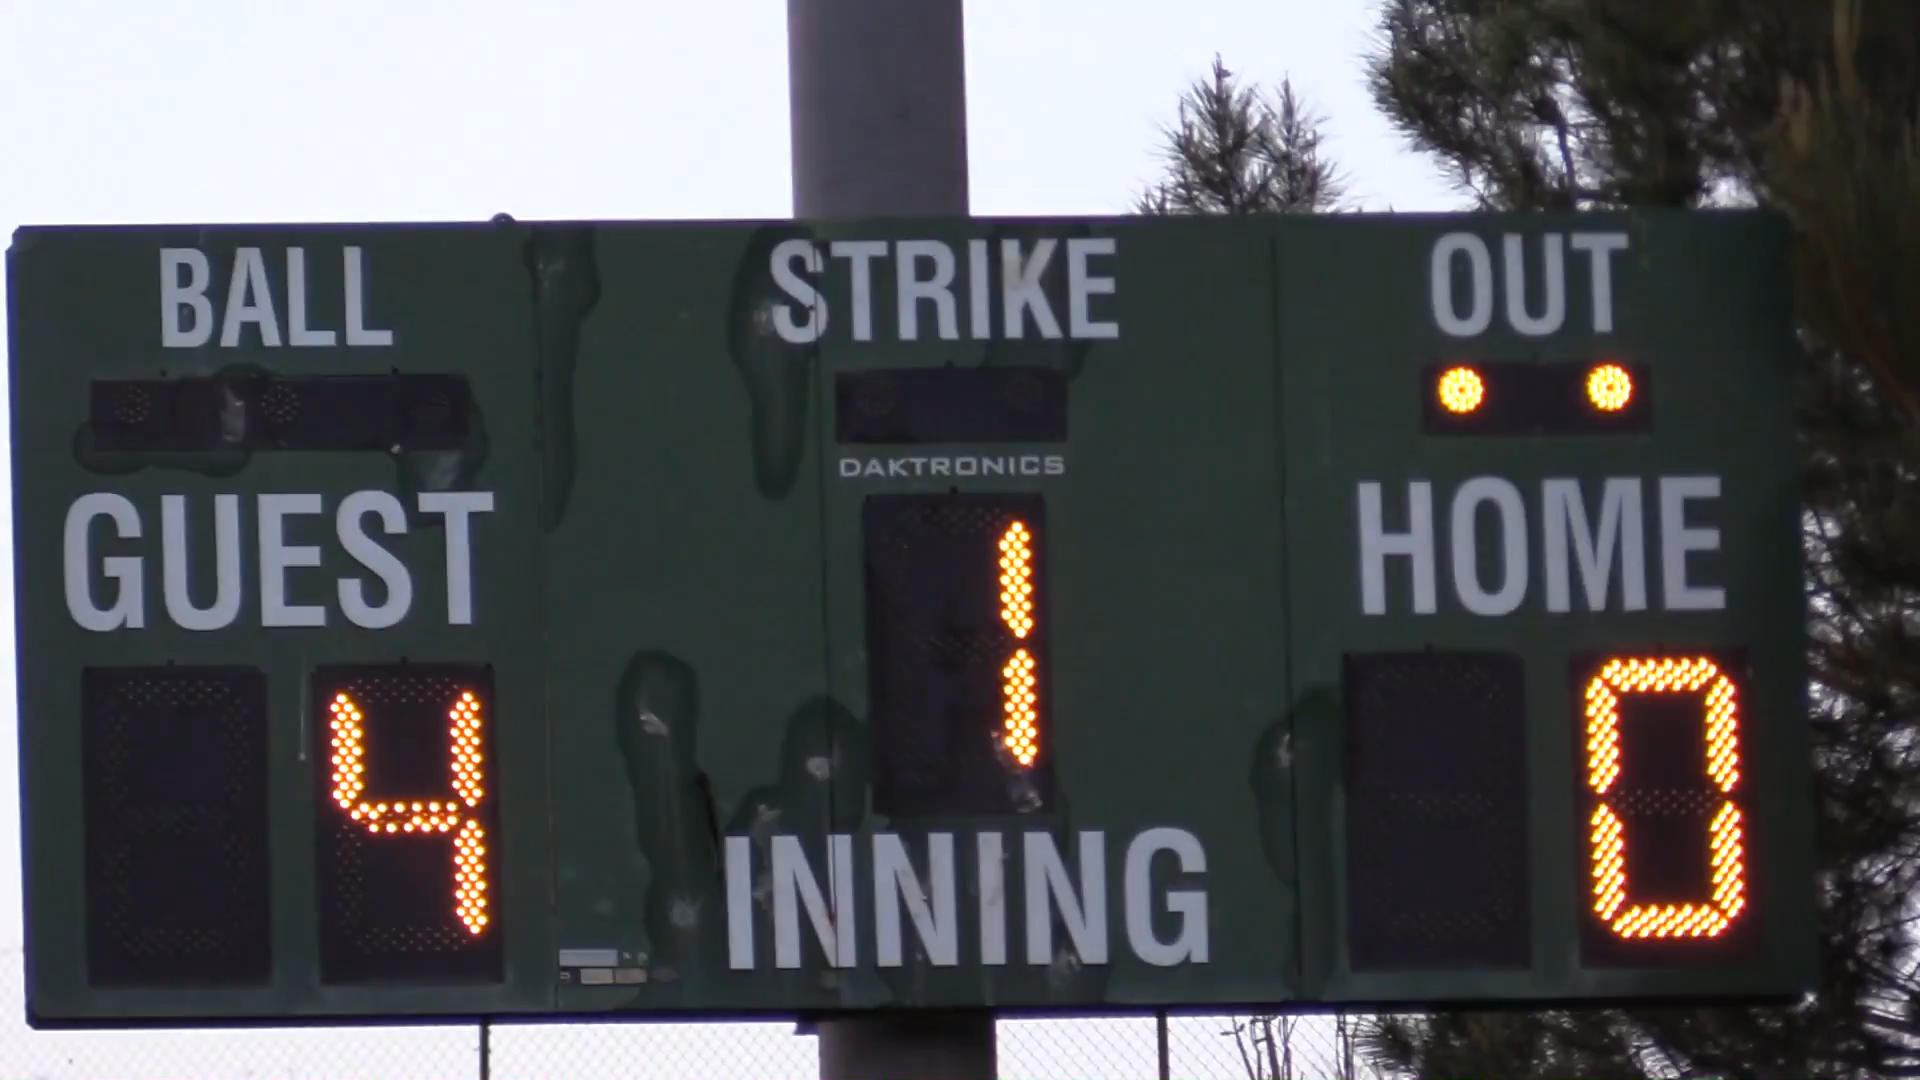 BALL STRIKE OUT
DAKTRONICS
GUEST 1 HOME
4 0
INNING